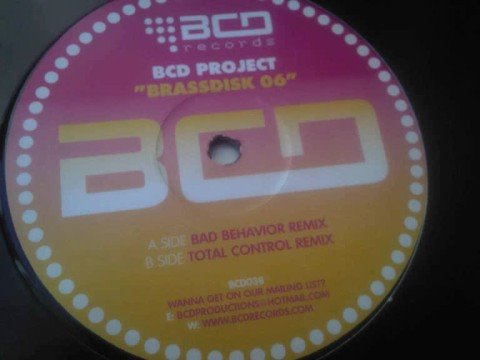 BCD
records
BCD PROJECT
"BRASSDISK 06"
BCD
A SIDE BAD BEHAVIOR REMIX
B SIDE TOTAL CONTROL REMIX
BCD038
WANNA GET ON OUR MAILING LIST?
E: BCDPRODUCTIONS@HOTMAIL.COM
W: WWW.BCDRECORDS.COM